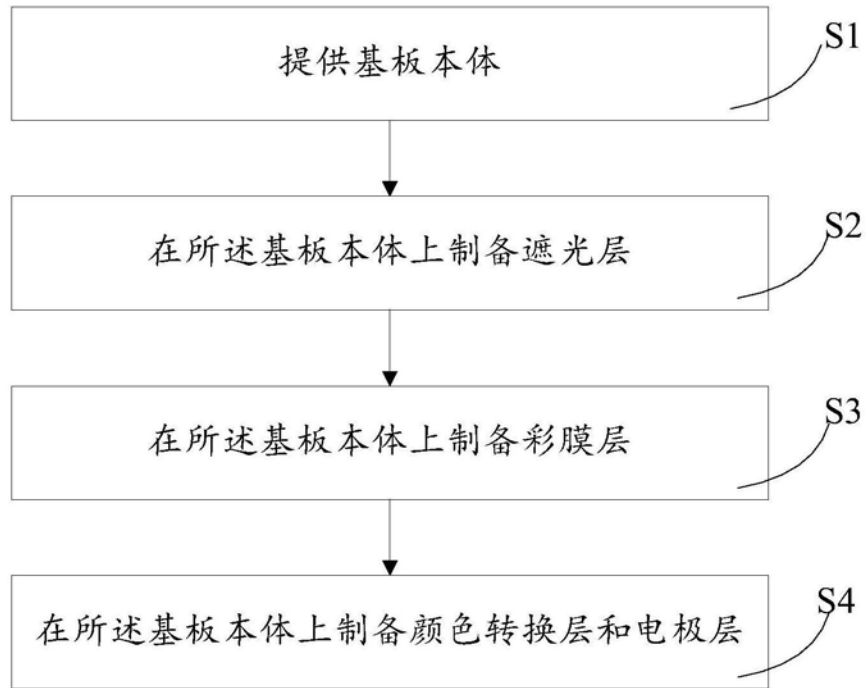 提供基板本体
S1
在所述基板本体上制备遮光层
S2
在所述基板本体上制备彩膜层
S3
在所述基板本体上制备颜色转换层和电极层
S4